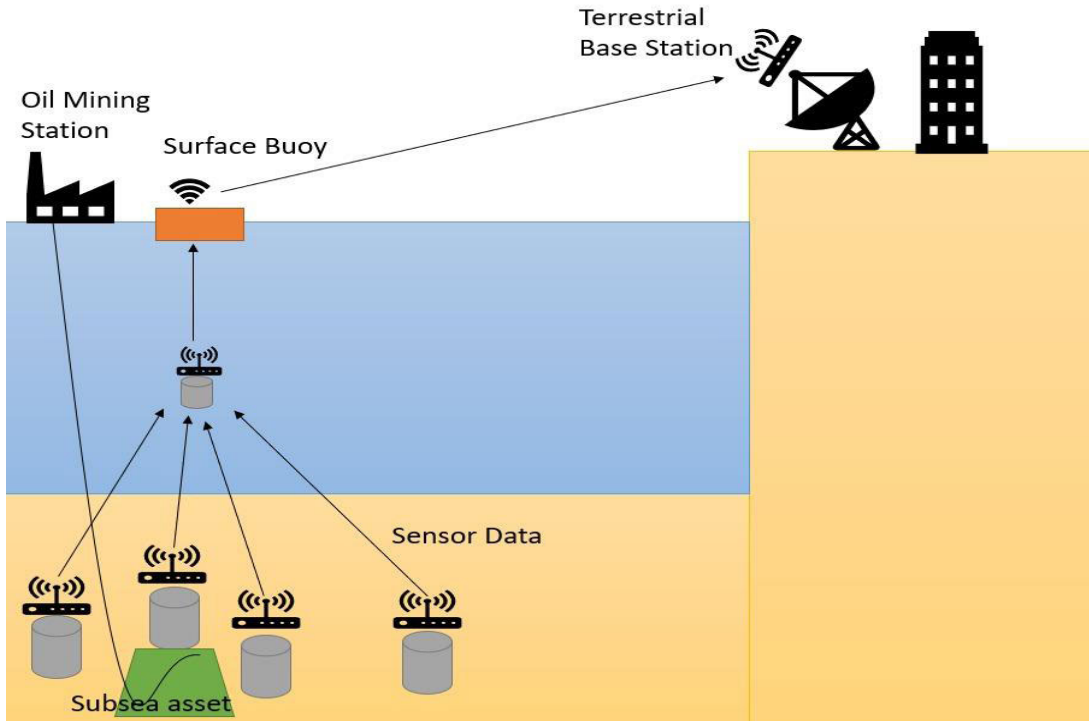 Terrestrial
Base Station
Oil Mining
Station
Surface Buoy
Sensor Data
Subsea asset